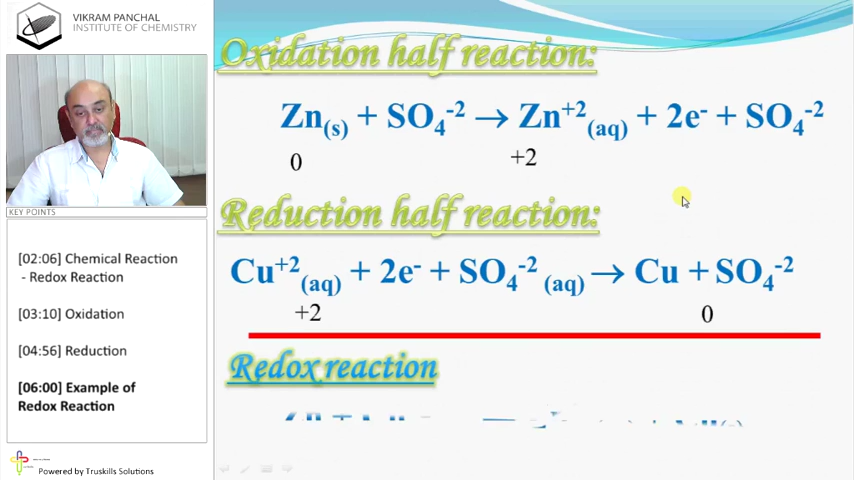 VIKRAM PANCHAL
INSTITUTE OF CHEMISTRY
Oxidation half reaction:
Zn(s) + SO4-2 → Zn+2(aq) + 2e- + SO4-2
0 +2
Reduction half reaction:
Cu+2(aq) + 2e- + SO4-2 (aq) → Cu + SO4-2
+2 0
Redox reaction
KEY POINTS
[02:06] Chemical Reaction
- Redox Reaction
[03:10] Oxidation
[04:56] Reduction
[06:00] Example of
Redox Reaction
Powered by Truskills Solutions